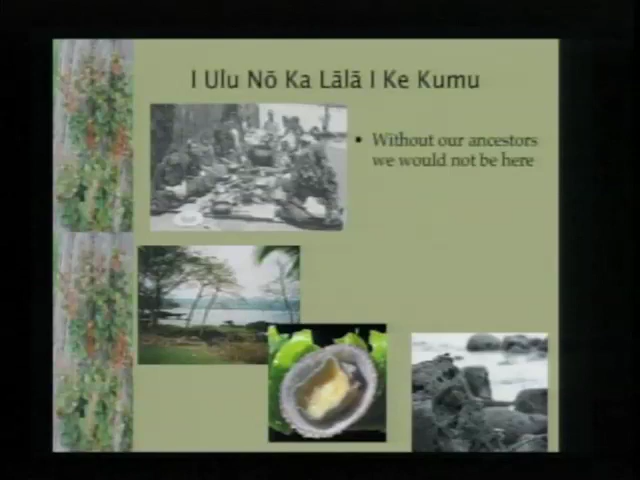 I Ulu Nō Ka Lālā I Ke Kumu
• Without our ancestors
we would not be here